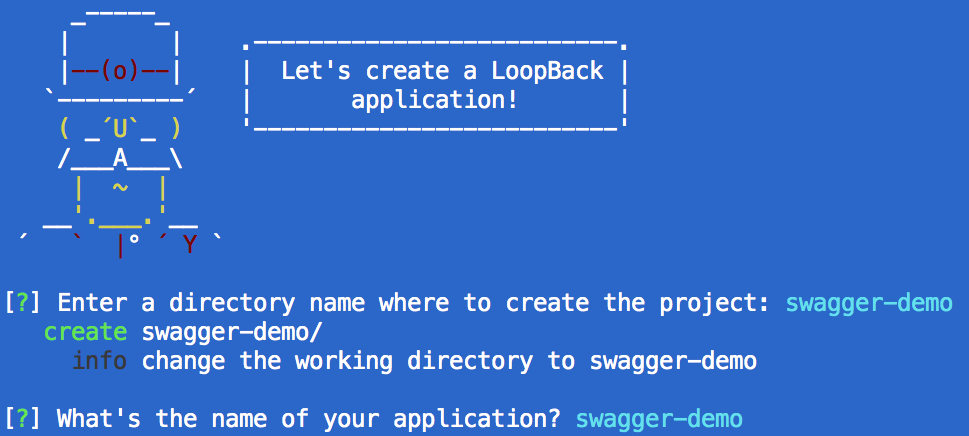 Let's create a LoopBack
application!
[?] Enter a directory name where to create the project: swagger-demo
create swagger-demo/
info change the working directory to swagger-demo
[?] What's the name of your application? swagger-demo